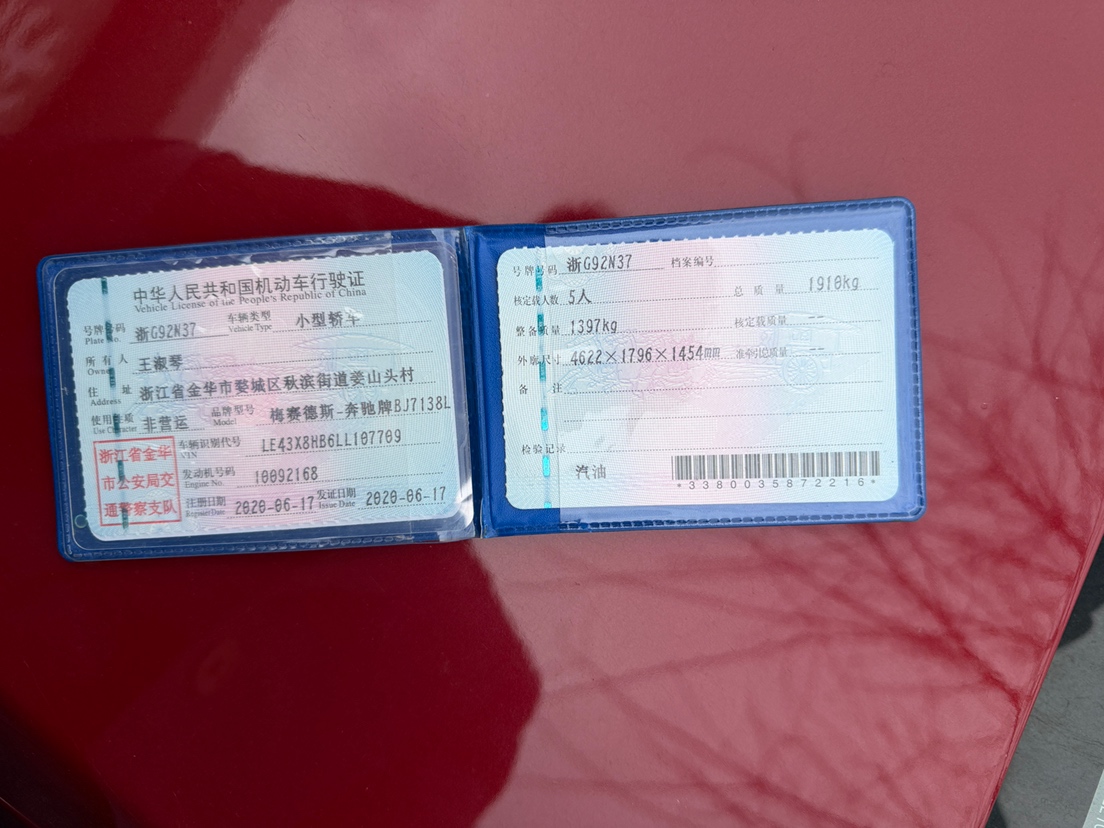 中华人民共和国机动车行驶证
Vehicle License of the People's Republic of China
号牌号码 浙G92N37 车辆类型 小型轿车
Plate No. Vehicle Type
所有人 王淑琴
Owner
住址 浙江省金华市婺城区秋滨街道姜山头村
Address
使用性质 非营运 品牌型号 梅赛德斯-奔驰牌BJ7138L
Use Character Model
浙江省金华
市公安局交
通警察支队
车辆识别代号 LE43X8HB6LL107709
VIN
发动机号码 10092168
Engine No.
注册日期 2020-06-17 发证日期 2020-06-17
Register Date Issue Date
号牌号码 浙G92N37 档案编号
核定载人数 5人 总质量 1910kg
整备质量 1397kg 核定载质量 --
外廓尺寸 4622×1796×1454mm 准牵引总质量 --
备注
检验记录
汽油
*3380035872216*